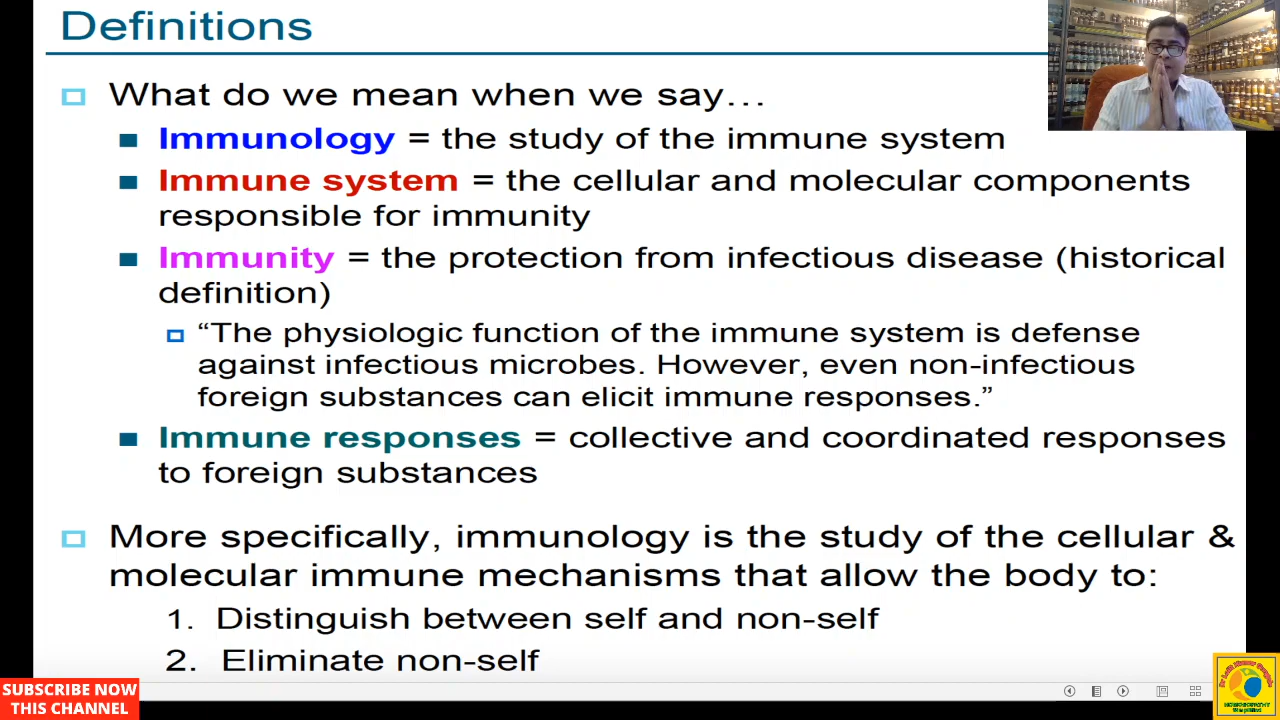 Definitions
What do we mean when we say…
Immunology = the study of the immune system
Immune system = the cellular and molecular components
responsible for immunity
Immunity = the protection from infectious disease (historical
definition)
“The physiologic function of the immune system is defense
against infectious microbes. However, even non-infectious
foreign substances can elicit immune responses.”
Immune responses = collective and coordinated responses
to foreign substances
More specifically, immunology is the study of the cellular &
molecular immune mechanisms that allow the body to:
1. Distinguish between self and non-self
2. Eliminate non-self
SUBSCRIBE NOW
THIS CHANNEL